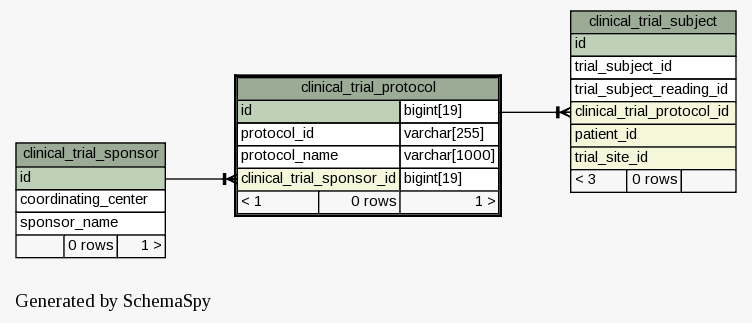 clinical_trial_sponsor
id
coordinating_center
sponsor_name
0 rows 1 >
clinical_trial_protocol
id bigint[19]
protocol_id varchar[255]
protocol_name varchar[1000]
clinical_trial_sponsor_id bigint[19]
< 1 0 rows 1 >
clinical_trial_subject
id
trial_subject_id
trial_subject_reading_id
clinical_trial_protocol_id
patient_id
trial_site_id
< 3 0 rows
Generated by SchemaSpy